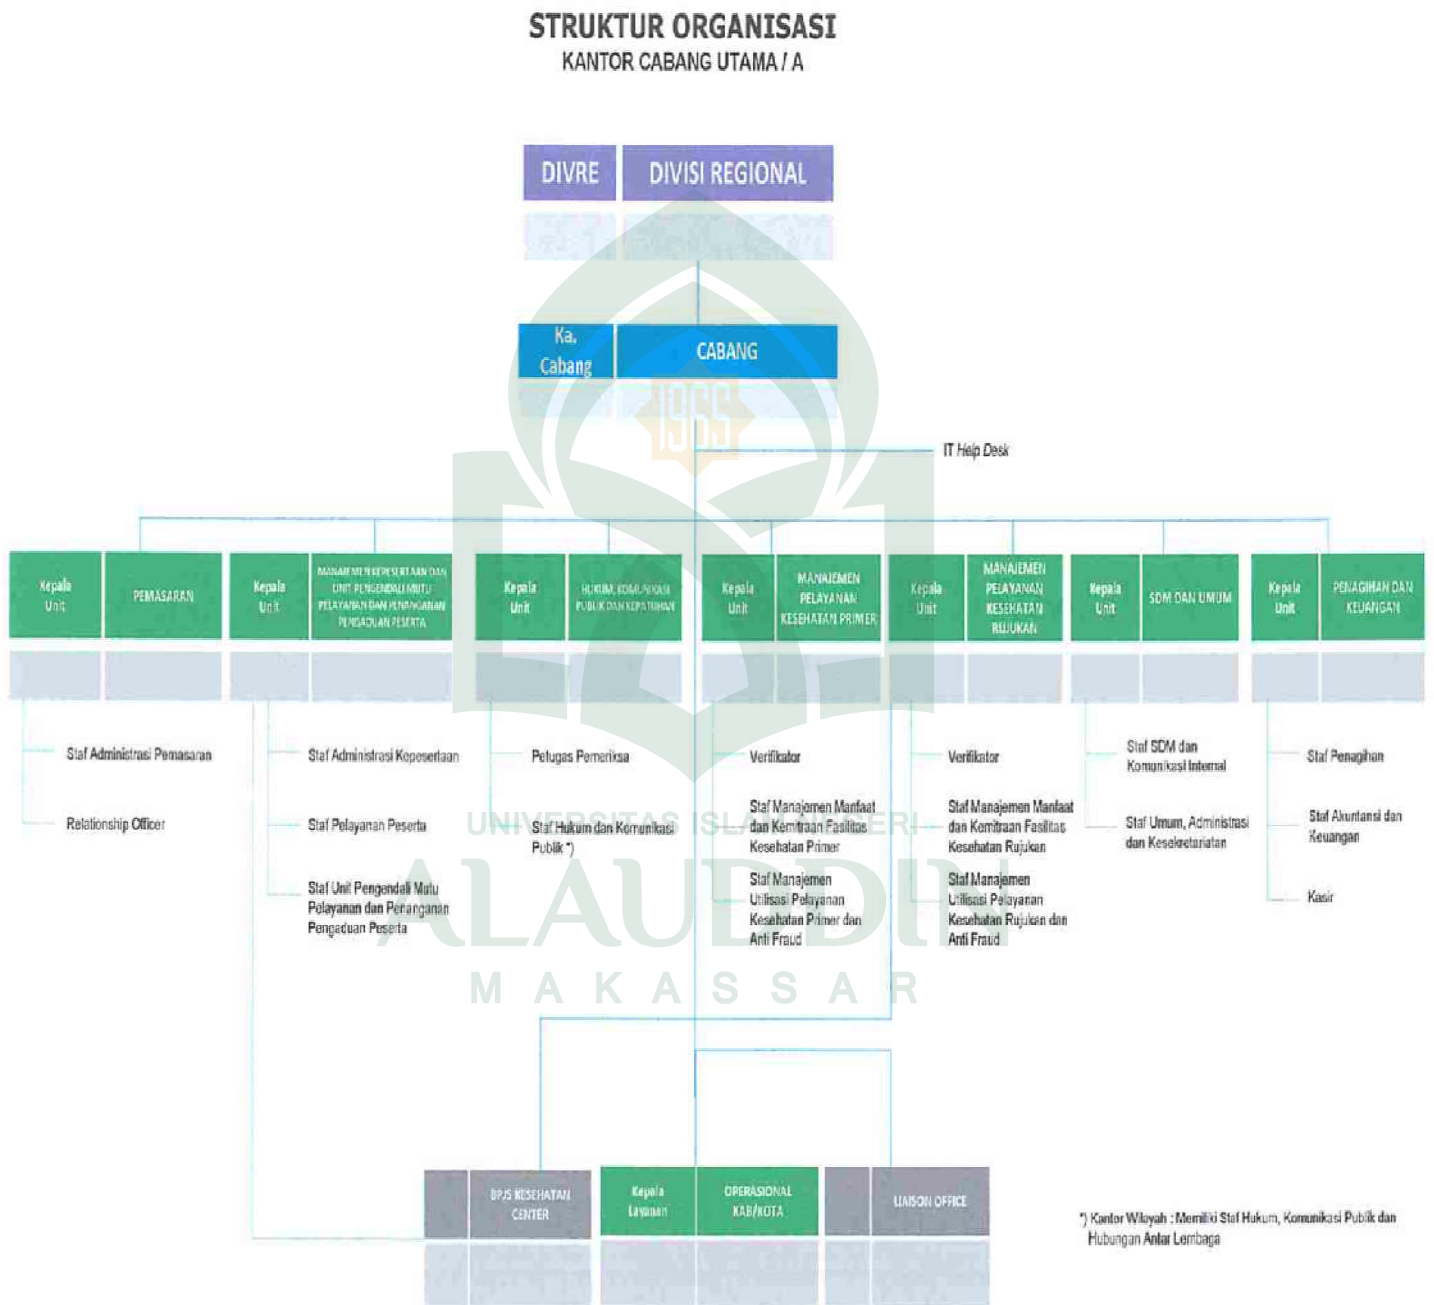 STRUKTUR ORGANISASI
KANTOR CABANG UTAMA / A
DIVRE
DIVISI REGIONAL
Ka.
Cabang
CABANG
1965
IT Help Desk
Kepala
Unit
PEMASARAN
Kepala
Unit
MANAJEMEN KEPESERTAAN DAN
UNIT PENGENDALI MUTU
PELAYANAN DAN PENANGANAN
PENGADUAN PESERTA
Kepala
Unit
HUKUM, KOMUNIKASI
PUBLIK DAN KEPATUHAN
Kepala
Unit
MANAJEMEN
PELAYANAN
KESEHATAN PRIMER
Kepala
Unit
MANAJEMEN
PELAYANAN
KESEHATAN
RUJUKAN
Kepala
Unit
SDM DAN UMUM
Kepala
Unit
PENAGIHAN DAN
KEUANGAN
Staf Administrasi Pemasaran
Relationship Officer
Staf Administrasi Kepesertaan
Staf Pelayanan Peserta
Staf Unit Pengendali Mutu
Pelayanan dan Penanganan
Pengaduan Peserta
Petugas Pemeriksa
Staf Hukum dan Komunikasi
Publik *)
Verifikator
Staf Manajemen Manfaat
dan Kemitraan Fasilitas
Kesehatan Primer
Staf Manajemen
Utilisasi Pelayanan
Kesehatan Primer dan
Anti Fraud
Verifikator
Staf Manajemen Manfaat
dan Kemitraan Fasilitas
Kesehatan Rujukan
Staf Manajemen
Utilisasi Pelayanan
Kesehatan Rujukan dan
Anti Fraud
Staf SDM dan
Komunikasi Internal
Staf Umum, Administrasi
dan Kesekretariatan
Staf Penagihan
Staf Akuntansi dan
Keuangan
Kasir
UNIVERSITAS ISLAM NEGERI
ALAUDDIN
MAKASSAR
BPJS KESEHATAN
CENTER
Kepala
Layanan
OPERASIONAL
KAB/KOTA
LIAISON OFFICE
*) Kantor Wilayah : Memiliki Staf Hukum, Komunikasi Publik dan
Hubungan Antar Lembaga